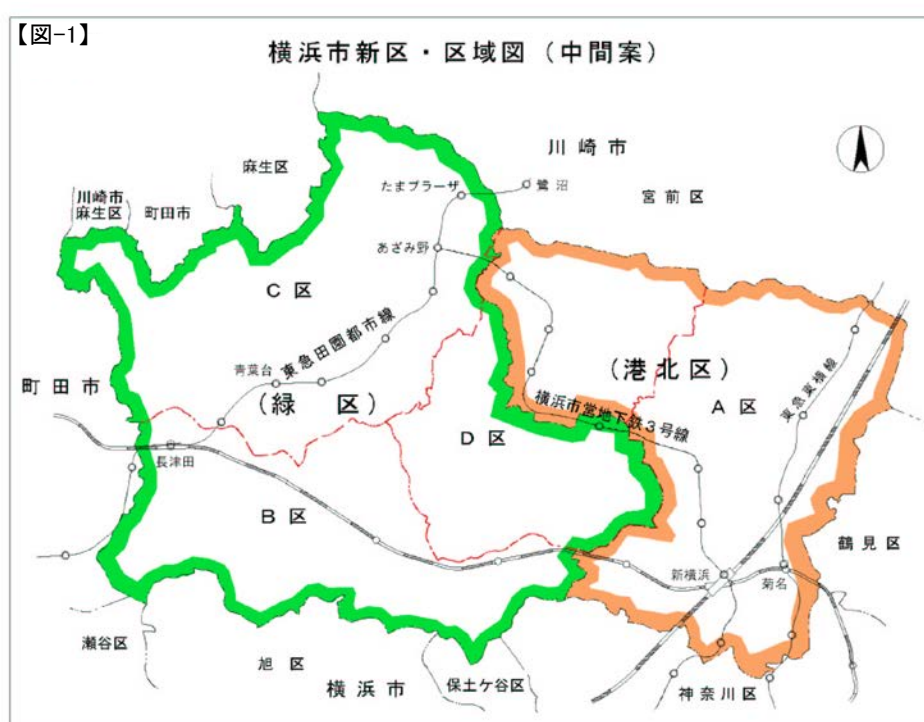 【図-1】
横浜市新区・区域図（中間案）
川崎市
麻生区
川崎市
麻生区
町田市
宮前区
たまプラーザ
鷺沼
あざみ野
C区
東急田園都市線
青葉台
（緑 区）
町田市
（港北区）
A区
東急東横線
横浜市営地下鉄3号線
D区
長津田
B区
鶴見区
新横浜
菊名
瀬谷区
旭区
横浜市
保土ケ谷区
神奈川区